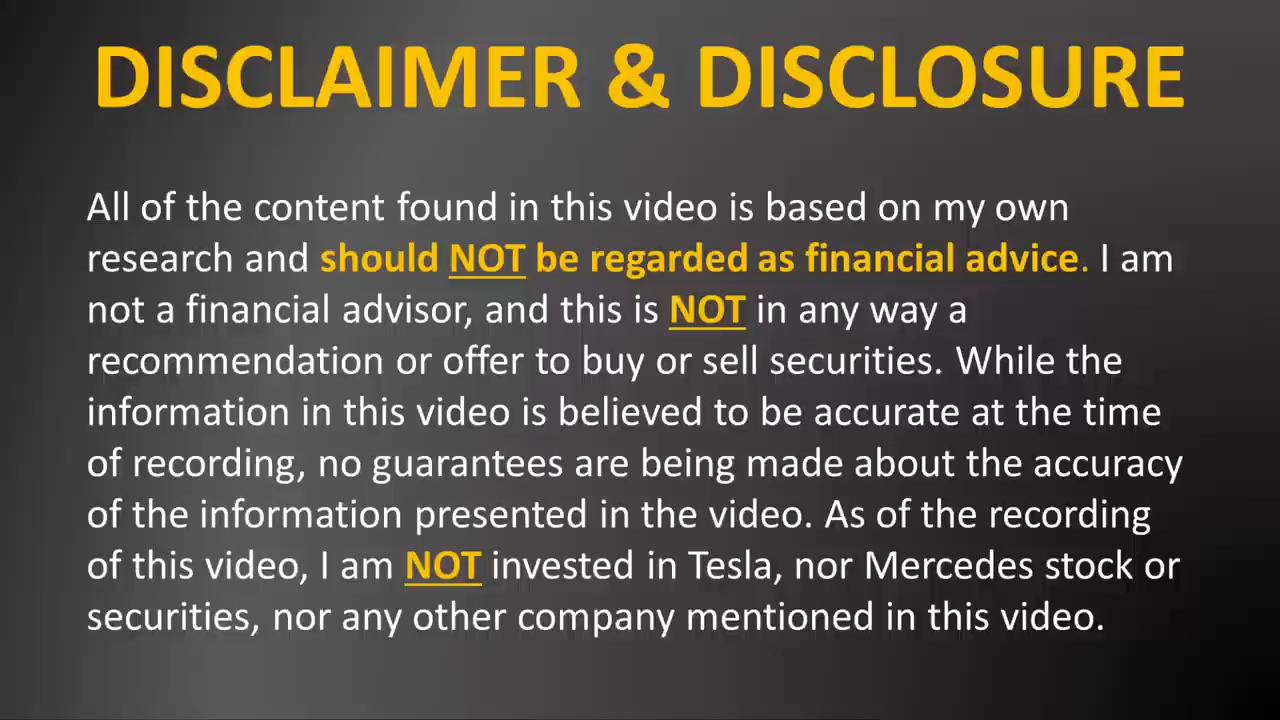 DISCLAIMER & DISCLOSURE
All of the content found in this video is based on my own
research and should NOT be regarded as financial advice. I am
not a financial advisor, and this is NOT in any way a
recommendation or offer to buy or sell securities. While the
information in this video is believed to be accurate at the time
of recording, no guarantees are being made about the accuracy
of the information presented in the video. As of the recording
of this video, I am NOT invested in Tesla, nor Mercedes stock or
securities, nor any other company mentioned in this video.